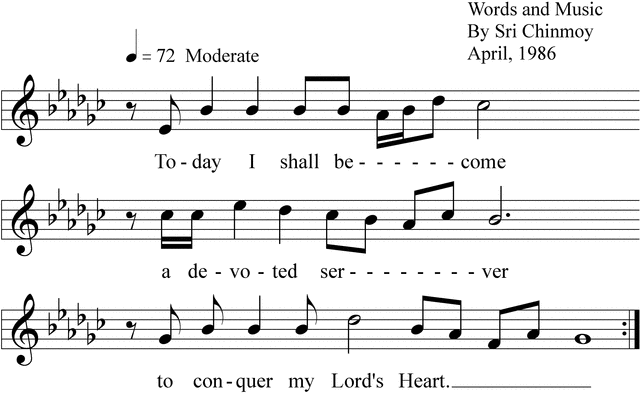 Words and Music
By Sri Chinmoy
April, 1986
= 72 Moderate
To - day I shall be - - - - - - come
a de - vo - ted ser - - - - - - - - ver
to con - quer my Lord's Heart.